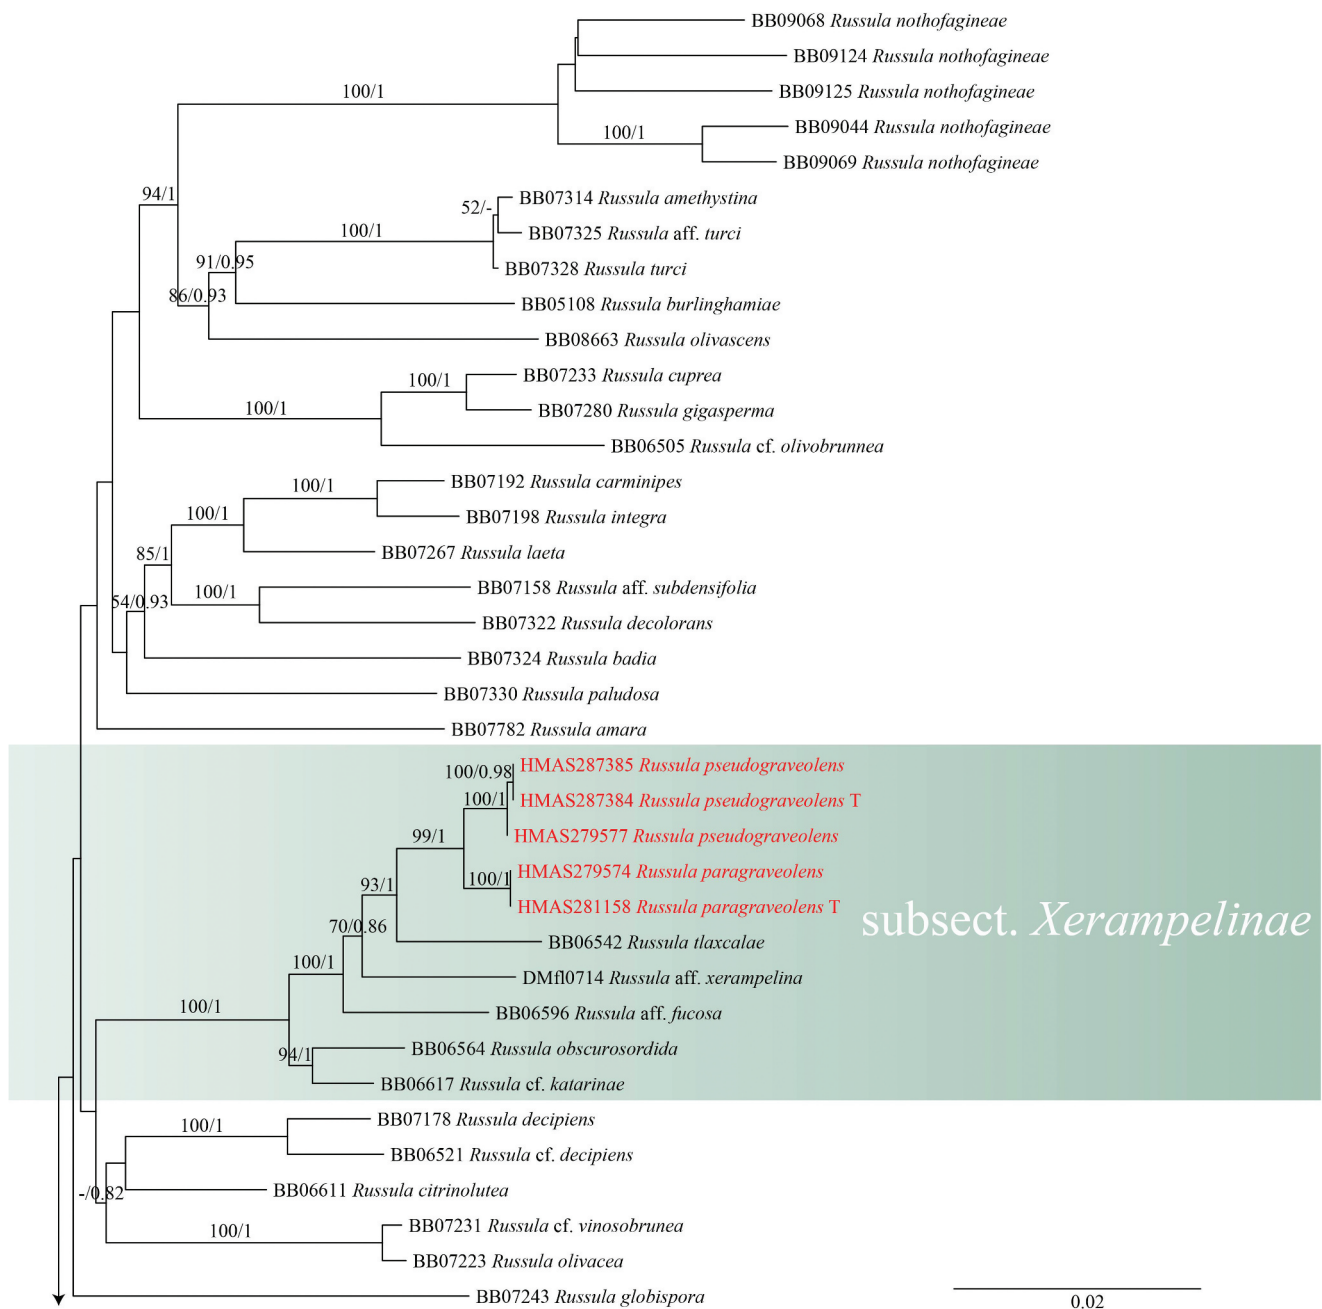 BB09068 Russula nothofagineae
BB09124 Russula nothofagineae
BB09125 Russula nothofagineae
100/1
BB09044 Russula nothofagineae
100/1
BB09069 Russula nothofagineae
94/1
BB07314 Russula amethystina
52/-
BB07325 Russula aff. turci
100/1
BB07328 Russula turci
91/0.95
86/0.93
BB05108 Russula burlinghamiae
BB08663 Russula olivascens
BB07233 Russula cuprea
100/1
BB07280 Russula gigasperma
100/1
BB06505 Russula cf. olivobrunnea
BB07192 Russula carminipes
100/1
BB07198 Russula integra
100/1
BB07267 Russula laeta
85/1
BB07158 Russula aff. subdensifolia
100/1
54/0.93
BB07322 Russula decolorans
BB07324 Russula badia
BB07330 Russula paludosa
BB07782 Russula amara
HMAS287385 Russula pseudograveolens
100/0.98
HMAS287384 Russula pseudograveolens T
100/1
HMAS279577 Russula pseudograveolens
99/1
HMAS279574 Russula paragraveolens
100/1
93/1
HMAS281158 Russula paragraveolens T
subsect. Xerampelinae
70/0.86
BB06542 Russula tlaxcalae
100/1
DMfl0714 Russula aff. xerampelina
100/1
BB06596 Russula aff. fucosa
BB06564 Russula obscurosordida
94/1
BB06617 Russula cf. katarinae
BB07178 Russula decipiens
100/1
BB06521 Russula cf. decipiens
-/0.82
BB06611 Russula citrinolutea
BB07231 Russula cf. vinosobrunea
100/1
BB07223 Russula olivacea
BB07243 Russula globispora
0.02